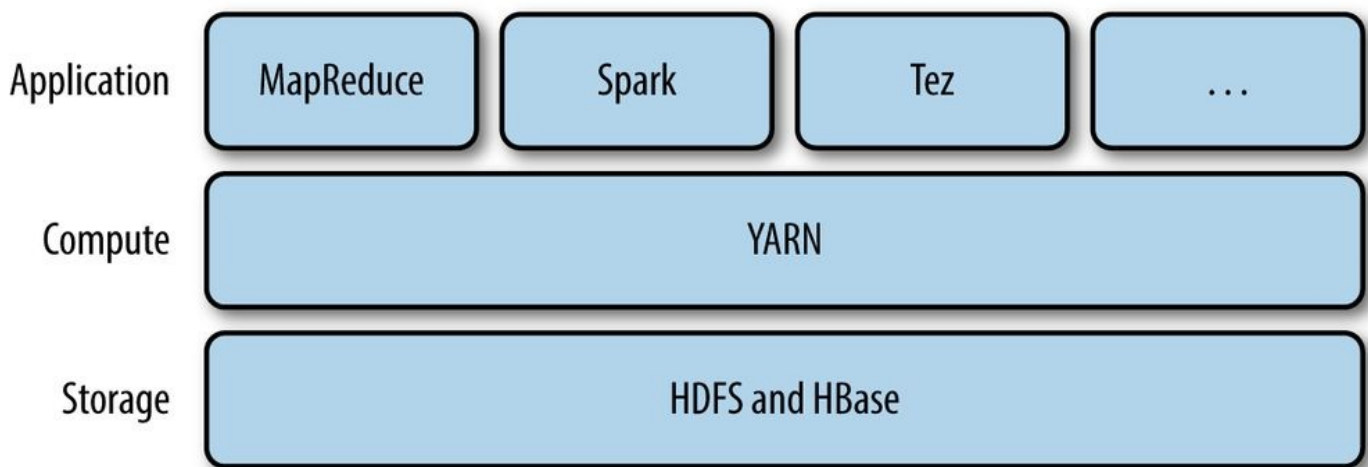 Application
MapReduce
Spark
Tez
...
Compute
YARN
Storage
HDFS and HBase